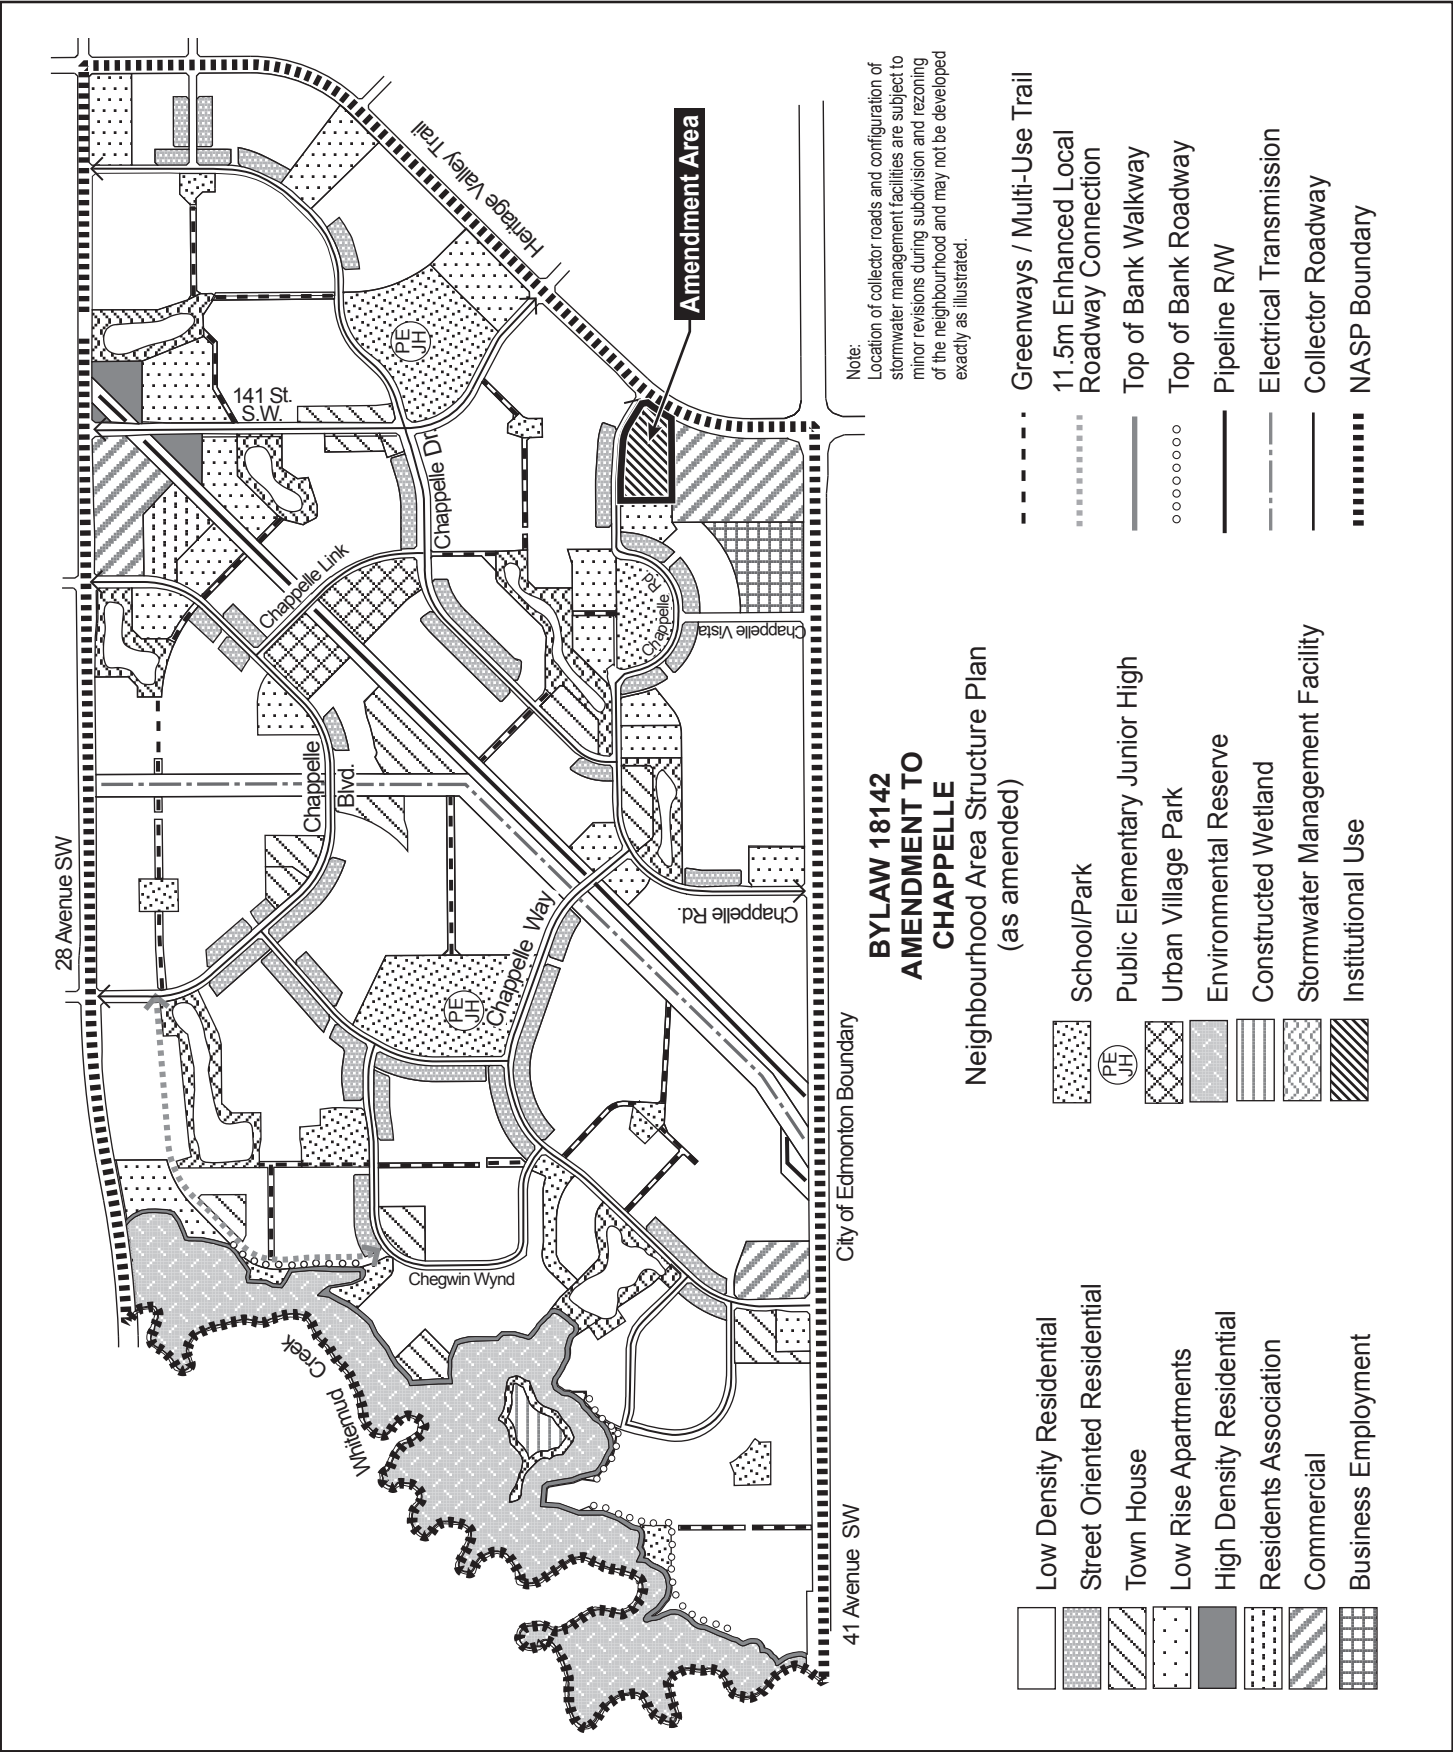 28 Avenue SW
141 St.
S.W.
Heritage Valley Trail
PE
JH
Chappelle Dr.
Amendment Area
Chappelle Link
Chappelle
Rd
Chappelle Vista
Chappelle
Blvd.
Chappelle Way
Chappelle Rd.
PE
JH
Chegwin Wynd
Whitemud
Creek
City of Edmonton Boundary
41 Avenue SW
Note:
Location of collector roads and configuration of
stormwater management facilities are subject to
minor revisions during subdivision and rezoning
of the neighbourhood and may not be developed
exactly as illustrated.
BYLAW 18142
AMENDMENT TO
CHAPPELLE
Neighbourhood Area Structure Plan
(as amended)
Low Density Residential
Street Oriented Residential
Town House
Low Rise Apartments
High Density Residential
Residents Association
Commercial
Business Employment
School/Park
PE
JH
Public Elementary Junior High
Urban Village Park
Environmental Reserve
Constructed Wetland
Stormwater Management Facility
Institutional Use
Greenways / Multi-Use Trail
11.5m Enhanced Local
Roadway Connection
Top of Bank Walkway
Top of Bank Roadway
Pipeline R/W
Electrical Transmission
Collector Roadway
NASP Boundary